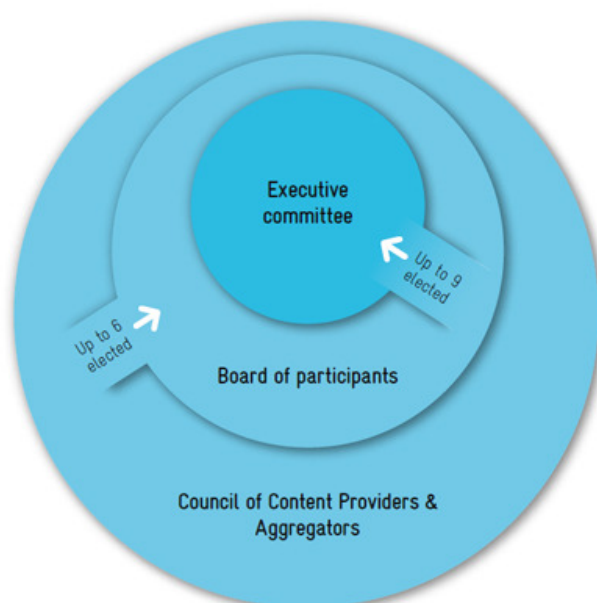 Executive
committee
Up to 9
elected
Up to 6
elected
Board of participants
Council of Content Providers &
Aggregators